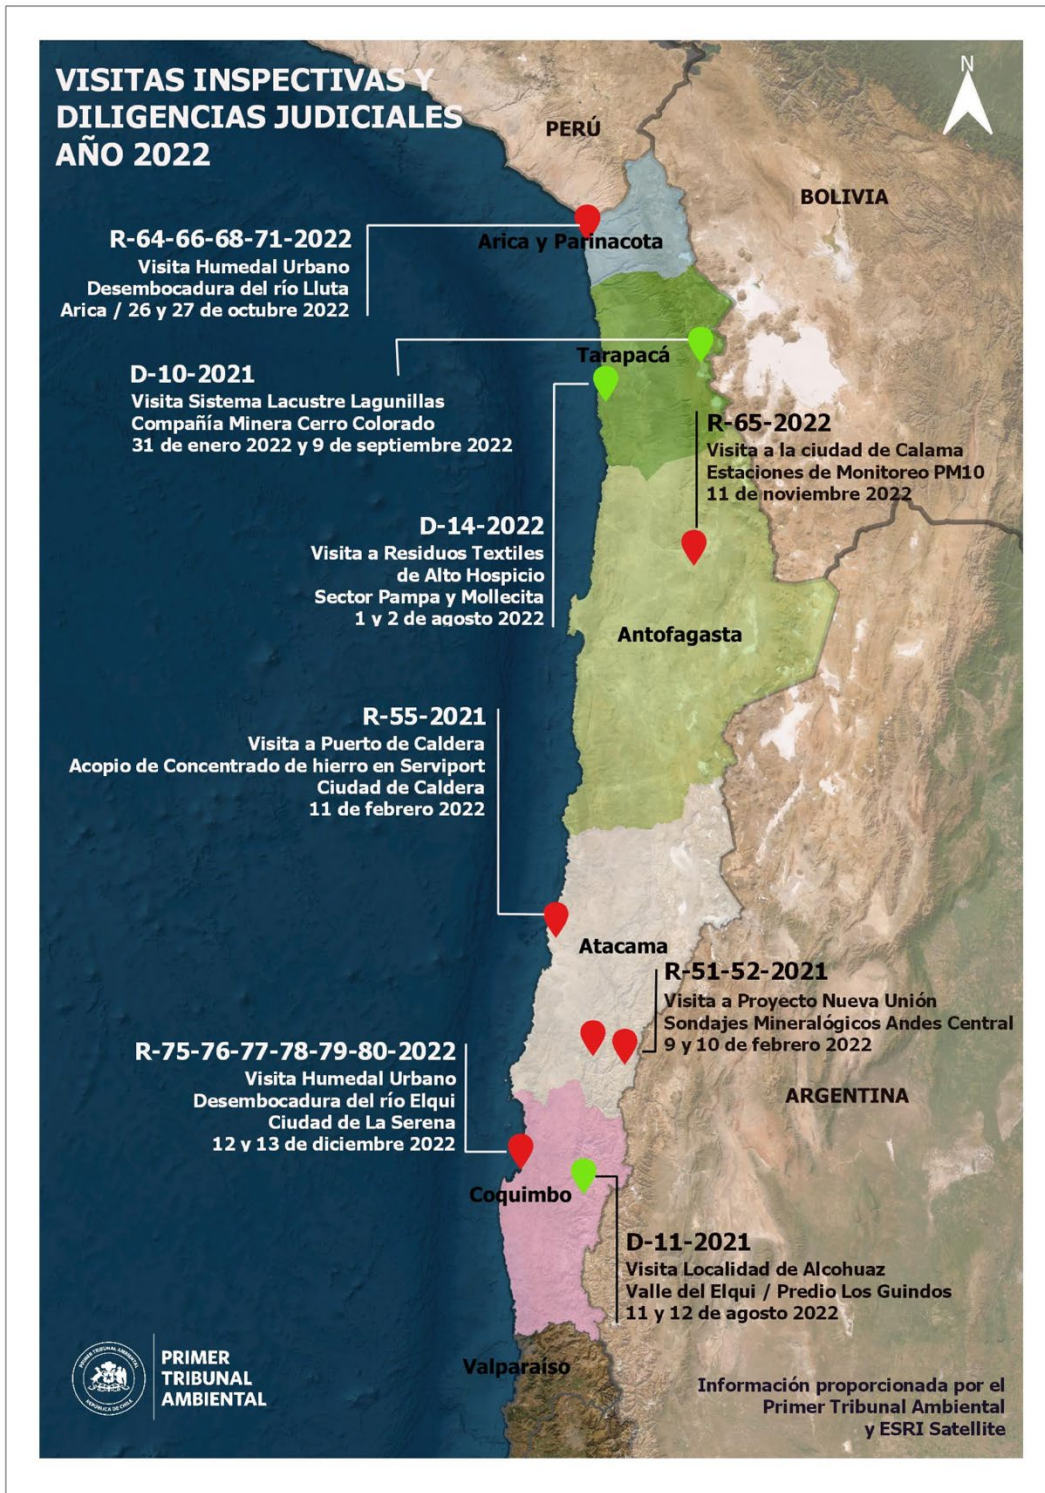 VISITAS INSPECTIVAS Y
DILIGENCIAS JUDICIALES
AÑO 2022
N
PERÚ
BOLIVIA
R-64-66-68-71-2022
Visita Humedal Urbano
Desembocadura del río Lluta
Arica / 26 y 27 de octubre 2022
Arica y Parinacota
D-10-2021
Visita Sistema Lacustre Lagunillas
Compañía Minera Cerro Colorado
31 de enero 2022 y 9 de septiembre 2022
Tarapacá
R-65-2022
Visita a la ciudad de Calama
Estaciones de Monitoreo PM10
11 de noviembre 2022
D-14-2022
Visita a Residuos Textiles
de Alto Hospicio
Sector Pampa y Mollecita
1 y 2 de agosto 2022
Antofagasta
R-55-2021
Visita a Puerto de Caldera
Acopio de Concentrado de hierro en Serviport
Ciudad de Caldera
11 de febrero 2022
Atacama
R-51-52-2021
Visita a Proyecto Nueva Unión
Sondajes Mineralógicos Andes Central
9 y 10 de febrero 2022
R-75-76-77-78-79-80-2022
Visita Humedal Urbano
Desembocadura del río Elqui
Ciudad de La Serena
12 y 13 de diciembre 2022
ARGENTINA
Coquimbo
D-11-2021
Visita Localidad de Alcohuaz
Valle del Elqui / Predio Los Guindos
11 y 12 de agosto 2022
Valparaíso
PRIMER TRIBUNAL AMBIENTAL
REPÚBLICA DE CHILE
PRIMER
TRIBUNAL
AMBIENTAL
Información proporcionada por el
Primer Tribunal Ambiental
y ESRI Satellite